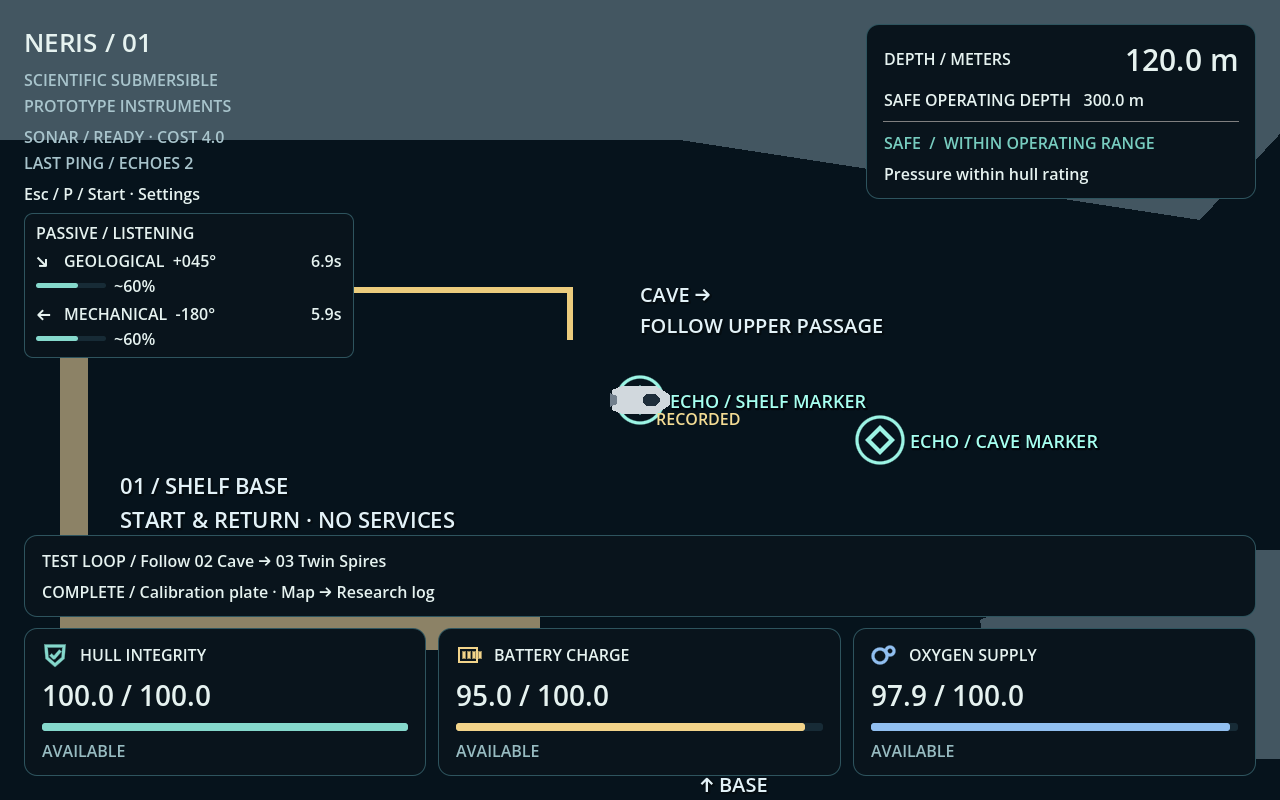 NERIS / 01
SCIENTIFIC SUBMERSIBLE
PROTOTYPE INSTRUMENTS
SONAR / READY · COST 4.0
LAST PING / ECHOES 2
Esc / P / Start · Settings
DEPTH / METERS 120.0 m
SAFE OPERATING DEPTH 300.0 m
SAFE / WITHIN OPERATING RANGE
Pressure within hull rating
PASSIVE / LISTENING
↘ GEOLOGICAL +045° 6.9s
~60%
← MECHANICAL -180° 5.9s
~60%
CAVE →
FOLLOW UPPER PASSAGE
ECHO / SHELF MARKER
RECORDED
ECHO / CAVE MARKER
01 / SHELF BASE
START & RETURN · NO SERVICES
TEST LOOP / Follow 02 Cave → 03 Twin Spires
COMPLETE / Calibration plate · Map → Research log
HULL INTEGRITY
100.0 / 100.0
AVAILABLE
BATTERY CHARGE
95.0 / 100.0
AVAILABLE
OXYGEN SUPPLY
97.9 / 100.0
AVAILABLE
↑ BASE